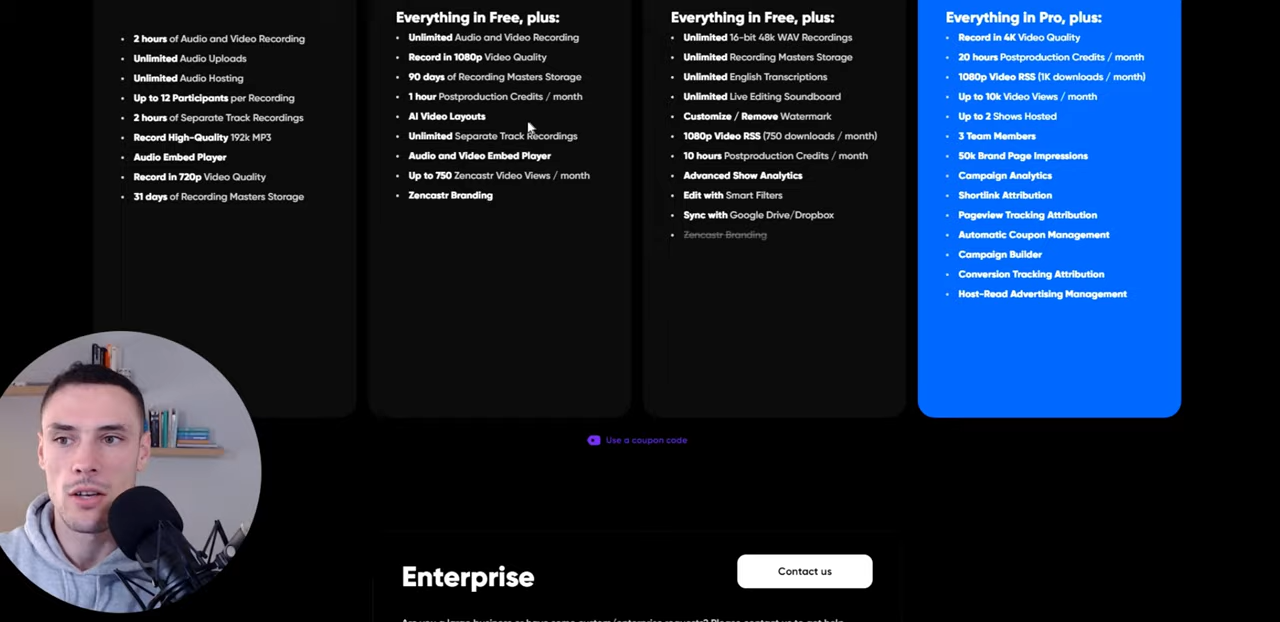 2 hours of Audio and Video Recording
Unlimited Audio Uploads
Unlimited Audio Hosting
Up to 12 Participants per Recording
2 hours of Separate Track Recordings
Record High-Quality 192k MP3
Audio Embed Player
Record in 720p Video Quality
31 days of Recording Masters Storage
Everything in Free, plus:
Unlimited Audio and Video Recording
Record in 1080p Video Quality
90 days of Recording Masters Storage
1 hour Postproduction Credits / month
AI Video Layouts
Unlimited Separate Track Recordings
Audio and Video Embed Player
Up to 750 Zencastr Video Views / month
Zencastr Branding
Everything in Free, plus:
Unlimited 16-bit 48k WAV Recordings
Unlimited Recording Masters Storage
Unlimited English Transcriptions
Unlimited Live Editing Soundboard
Customize / Remove Watermark
1080p Video RSS (750 downloads / month)
10 hours Postproduction Credits / month
Advanced Show Analytics
Edit with Smart Filters
Sync with Google Drive/Dropbox
Zencastr Branding
Everything in Pro, plus:
Record in 4K Video Quality
20 hours Postproduction Credits / month
1080p Video RSS (1K downloads / month)
Up to 10k Video Views / month
Up to 2 Shows Hosted
3 Team Members
50k Brand Page Impressions
Campaign Analytics
Shortlink Attribution
Pageview Tracking Attribution
Automatic Coupon Management
Campaign Builder
Conversion Tracking Attribution
Host-Read Advertising Management
Use a coupon code
Enterprise
Contact us